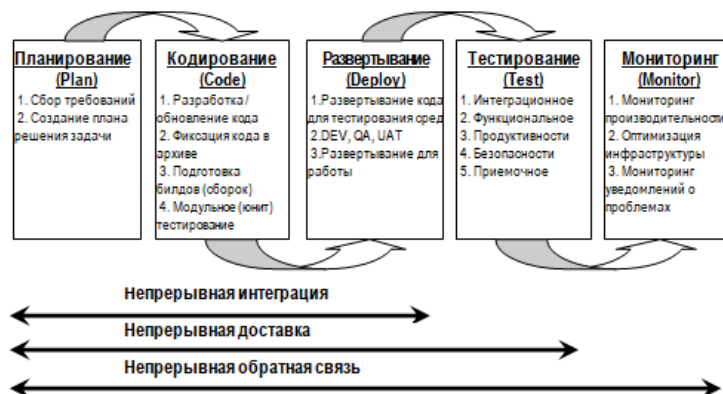 Планирование
(Plan)
1. Сбор требований
2. Создание плана
решения задачи
Кодирование
(Code)
1. Разработка /
обновление кода
2. Фиксация кода в
архиве
3. Подготовка
билдов (сборок)
4. Модульное (юнит)
тестирование
Развертывание
(Deploy)
1.Развертывание кода
для тестирования сред
2.DEV, QA, UAT
3.Развертывание для
работы
Тестирование
(Test)
1. Интеграционное
2. Функциональное
3. Продуктивности
4. Безопасности
5. Приемочное
Мониторинг
(Monitor)
1. Мониторинг
производительности
2. Оптимизация
инфраструктуры
3. Мониторинг
уведомлений о
проблемах
Непрерывная интеграция
Непрерывная доставка
Непрерывная обратная связь